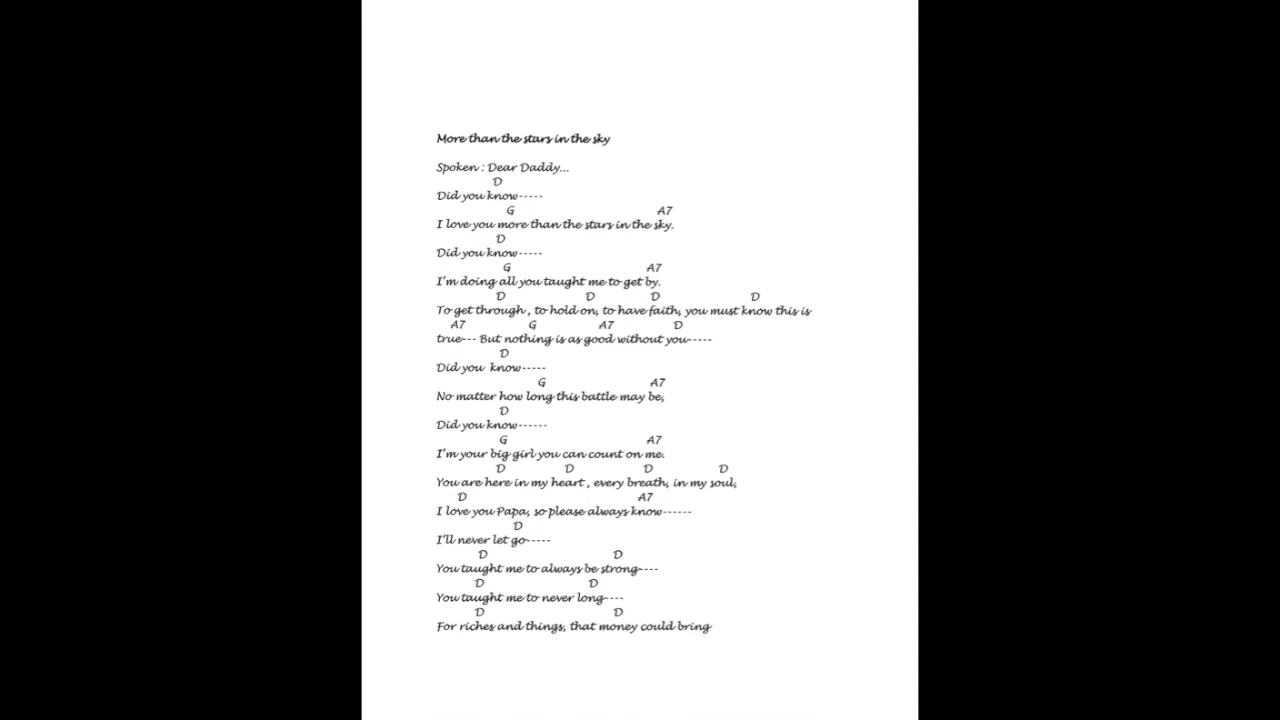 More than the stars in the sky
Spoken : Dear Daddy...
D
Did you know-----
G A7
I love you more than the stars in the sky.
D
Did you know-----
G A7
I'm doing all you taught me to get by.
D D D D
To get through , to hold on, to have faith, you must know this is
A7 G A7 D
true--- But nothing is as good without you-----
D
Did you know-----
G A7
No matter how long this battle may be,
D
Did you know------
G A7
I'm your big girl you can count on me.
D D D D
You are here in my heart , every breath, in my soul,
D A7
I love you Papa, so please always know------
D
I'll never let go-----
D D
You taught me to always be strong----
D D
You taught me to never long----
D D
For riches and things, that money could bring